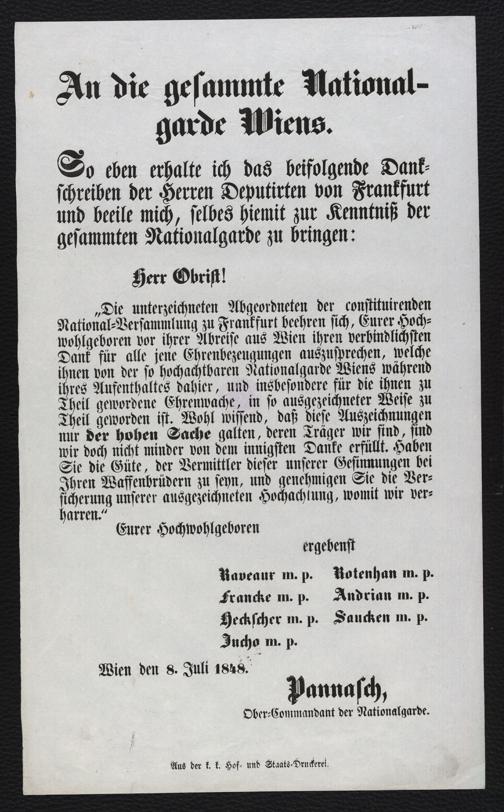 An die gesammte National-
garde Wiens.
So eben erhalte ich das beifolgende Dank-
schreiben der Herren Deputirten von Frankfurt
und beeile mich, selbes hiemit zur Kenntniß der
gesammten Nationalgarde zu bringen:
Herr Obrist!
„Die unterzeichneten Abgeordneten der constituirenden
National-Versammlung zu Frankfurt beehren sich, Eurer Hoch-
wohlgeboren vor ihrer Abreise aus Wien ihren verbindlichsten
Dank für alle jene Ehrenbezeugungen auszusprechen, welche
ihnen von der so hochachtbaren Nationalgarde Wiens während
ihres Aufenthaltes dahier, und insbesondere für die ihnen zu
Theil gewordene Ehrenwache, in so ausgezeichneter Weise zu
Theil geworden ist. Wohl wissend, daß diese Auszeichnungen
nur der hohen Sache galten, deren Träger wir sind, sind
wir doch nicht minder von dem innigsten Danke erfüllt. Haben
Sie die Güte, der Vermittler dieser unserer Gesinnungen bei
Ihren Waffenbrüdern zu seyn, und genehmigen Sie die Ver-
sicherung unserer ausgezeichneten Hochachtung, womit wir ver-
harren.“
Eurer Hochwohlgeboren
ergebenst
Raveaur m. p. Rotenhan m. p.
Francke m. p. Andrian m. p.
Heckscher m. p. Saucken m. p.
Jucho m. p.
Wien den 8. Juli 1848.
Pannasch,
Ober-Commandant der Nationalgarde.
Aus der k. k. Hof- und Staats-Druckerei.